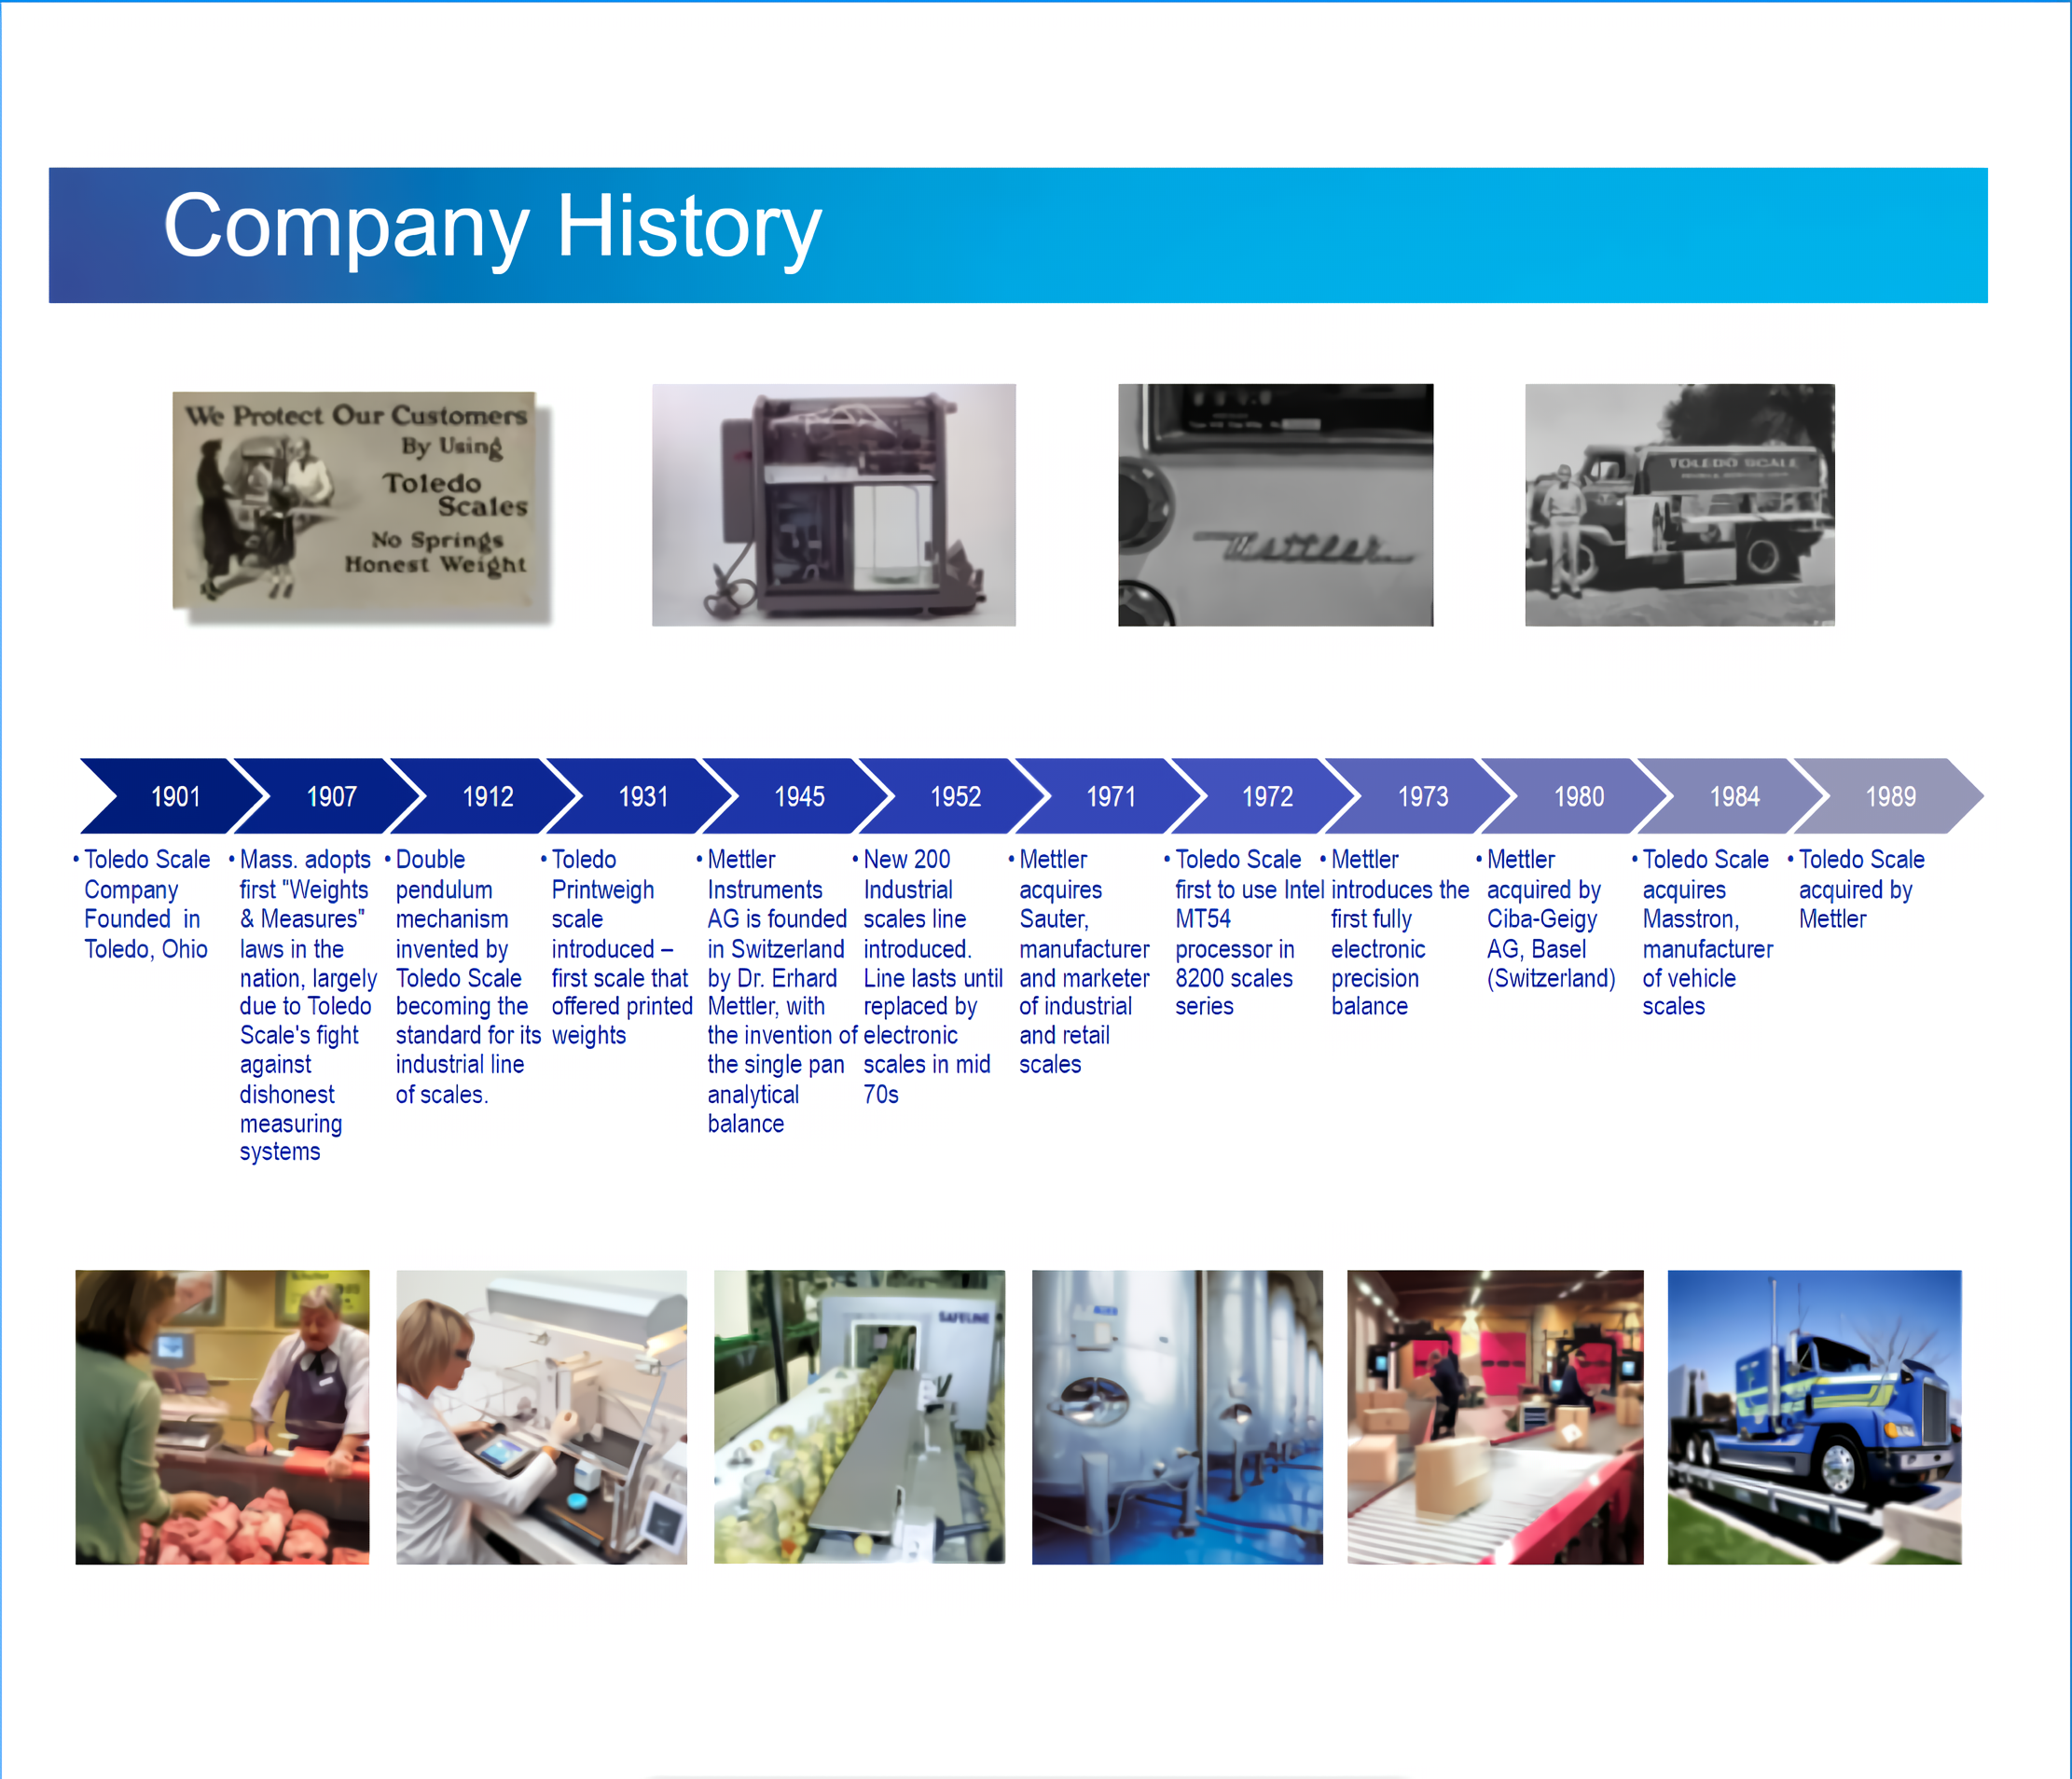 Company History
We Protect Our Customers
By Using
Toledo
Scales
No Springs
Honest Weight
Mettler
TOLEDO SCALE
1901
1907
1912
1931
1945
1952
1971
1972
1973
1980
1984
1989
• Toledo Scale
Company
Founded in
Toledo, Ohio
• Mass. adopts
first "Weights
& Measures"
laws in the
nation, largely
due to Toledo
Scale's fight
against
dishonest
measuring
systems
• Double
pendulum
mechanism
invented by
Toledo Scale
becoming the
standard for its
industrial line
of scales.
• Toledo
Printweigh
scale
introduced –
first scale that
offered printed
weights
• Mettler
Instruments
AG is founded
in Switzerland
by Dr. Erhard
Mettler, with
the invention of
the single pan
analytical
balance
• New 200
Industrial
scales line
introduced.
Line lasts until
replaced by
electronic
scales in mid
70s
• Mettler
acquires
Sauter,
manufacturer
and marketer
of industrial
and retail
scales
• Toledo Scale
first to use Intel
MT54
processor in
8200 scales
series
• Mettler
introduces the
first fully
electronic
precision
balance
• Mettler
acquired by
Ciba-Geigy
AG, Basel
(Switzerland)
• Toledo Scale
acquires
Masstron,
manufacturer
of vehicle
scales
• Toledo Scale
acquired by
Mettler
SAFELINE